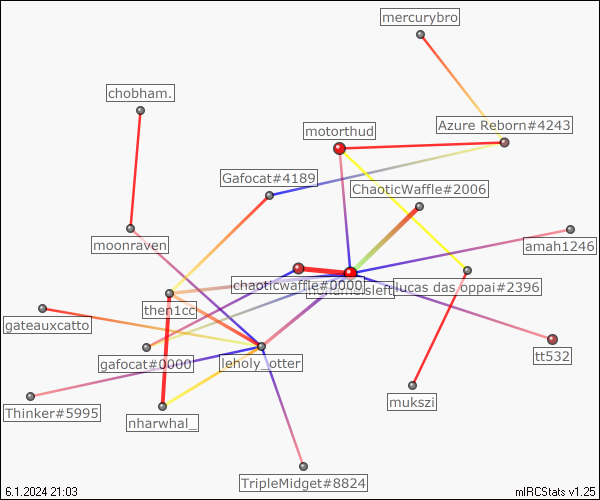 mercurybro
chobham.
Azure Reborn#4243
motorthud
Gafocat#4189
ChaoticWaffle#2006
moonraven
amah1246
chaoticwaffle#0000
lucas das oppai#2396
then1cc
gateauxcatto
gafocat#0000
leholy_otter
tt532
mukszi
Thinker#5995
nharwhal_
TripleMidget#8824
6.1.2024 21:03
mIRCStats v1.25